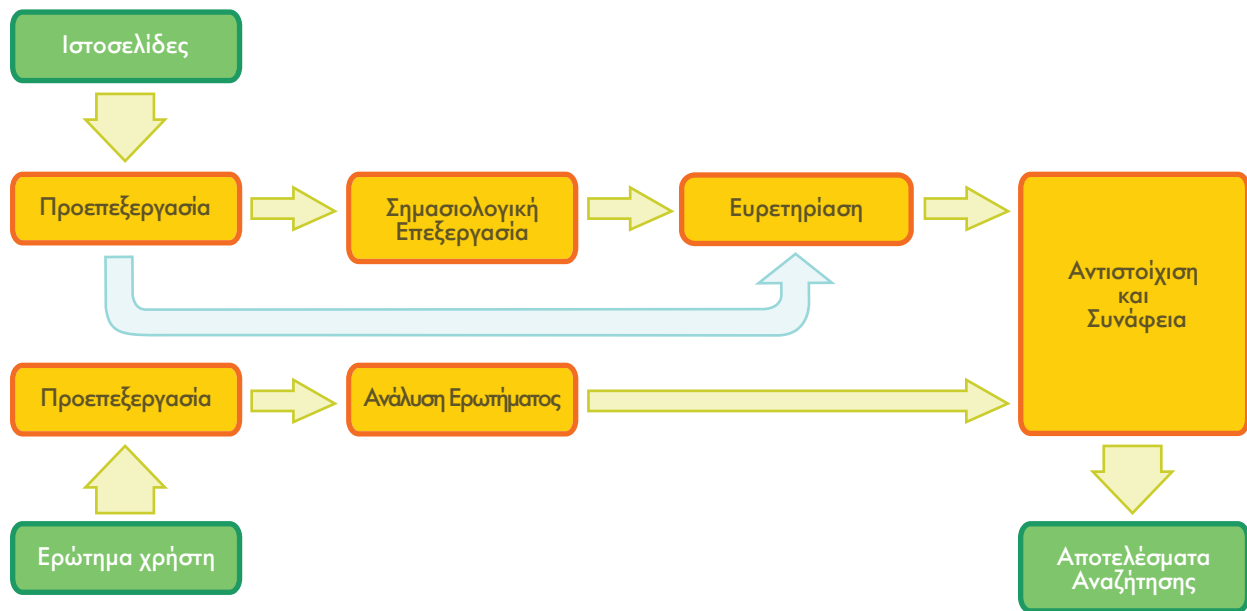 Ιστοσελίδες
Προεπεξεργασία
Σημασιολογική
Επεξεργασία
Ευρετηρίαση
Αντιστοίχιση
και
Συνάφεια
Προεπεξεργασία
Ανάλυση Ερωτήματος
Ερώτημα χρήστη
Αποτελέσματα
Αναζήτησης